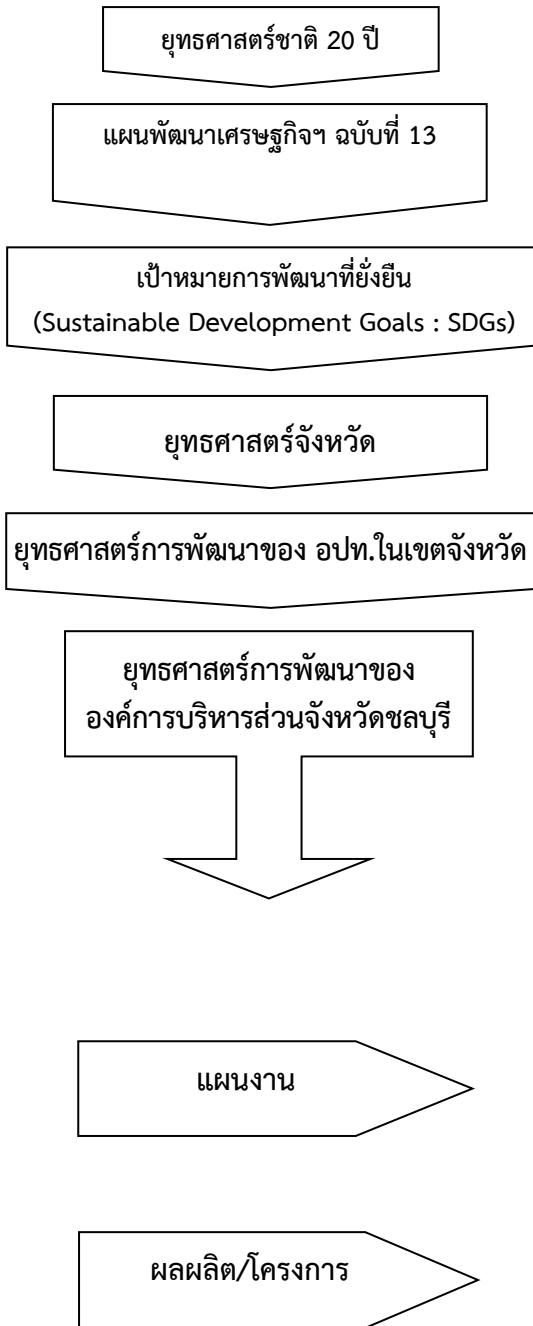 ยุทธศาสตร์ชาติ 20 ปี
แผนพัฒนาเศรษฐกิจฯ ฉบับที่ 13
เป้าหมายการพัฒนาที่ยั่งยืน
(Sustainable Development Goals : SDGs)
ยุทธศาสตร์จังหวัด
ยุทธศาสตร์การพัฒนาของ อปท.ในเขตจังหวัด
ยุทธศาสตร์การพัฒนาของ
องค์การบริหารส่วนจังหวัดชลบุรี
แผนงาน
ผลผลิต/โครงการ